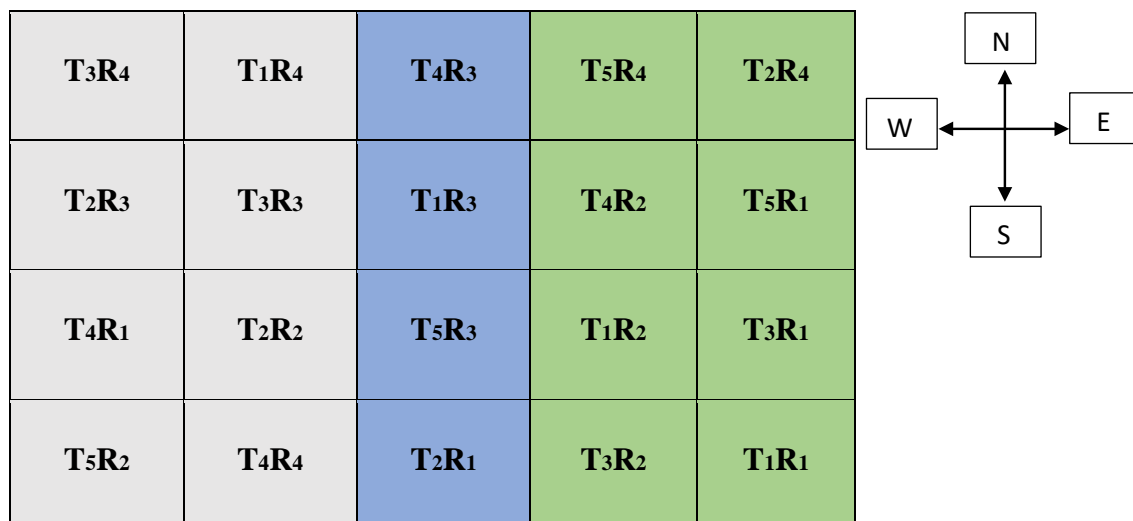 T3R4 T1R4 T4R3 T5R4 T2R4
T2R3 T3R3 T1R3 T4R2 T5R1
T4R1 T2R2 T5R3 T1R2 T3R1
T5R2 T4R4 T2R1 T3R2 T1R1
N
W E
S